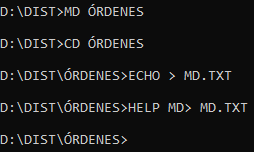 D:\DIST>MD ÓRDENES
D:\DIST>CD ÓRDENES
D:\DIST\ÓRDENES>ECHO > MD.TXT
D:\DIST\ÓRDENES>HELP MD> MD.TXT
D:\DIST\ÓRDENES>